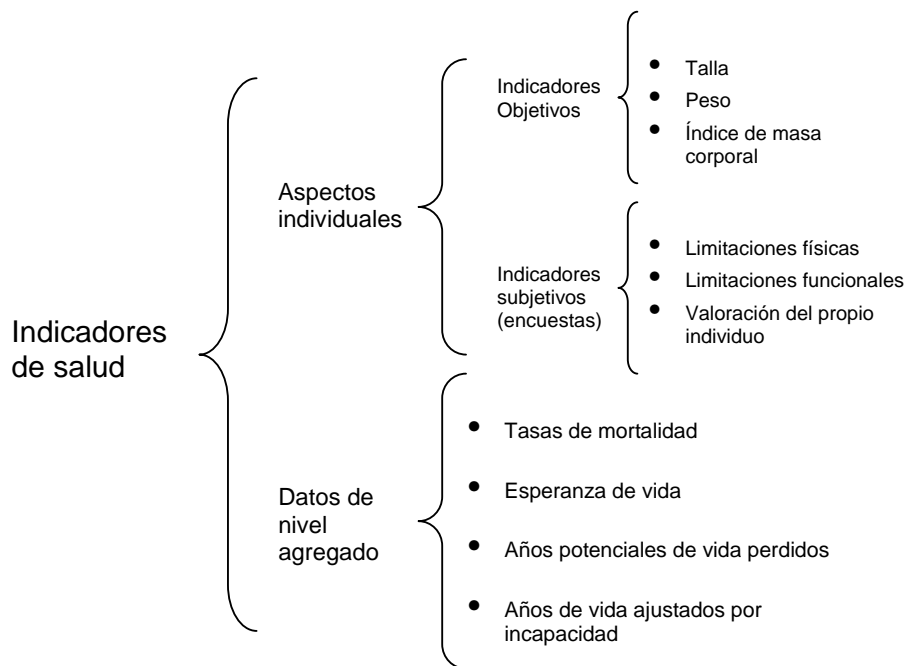 Indicadores
de salud
Aspectos
individuales
Indicadores
Objetivos
• Talla
• Peso
• Índice de masa
corporal
Indicadores
subjetivos
(encuestas)
• Limitaciones físicas
• Limitaciones funcionales
• Valoración del propio
individuo
Datos de
nivel
agregado
• Tasas de mortalidad
• Esperanza de vida
• Años potenciales de vida perdidos
• Años de vida ajustados por
incapacidad